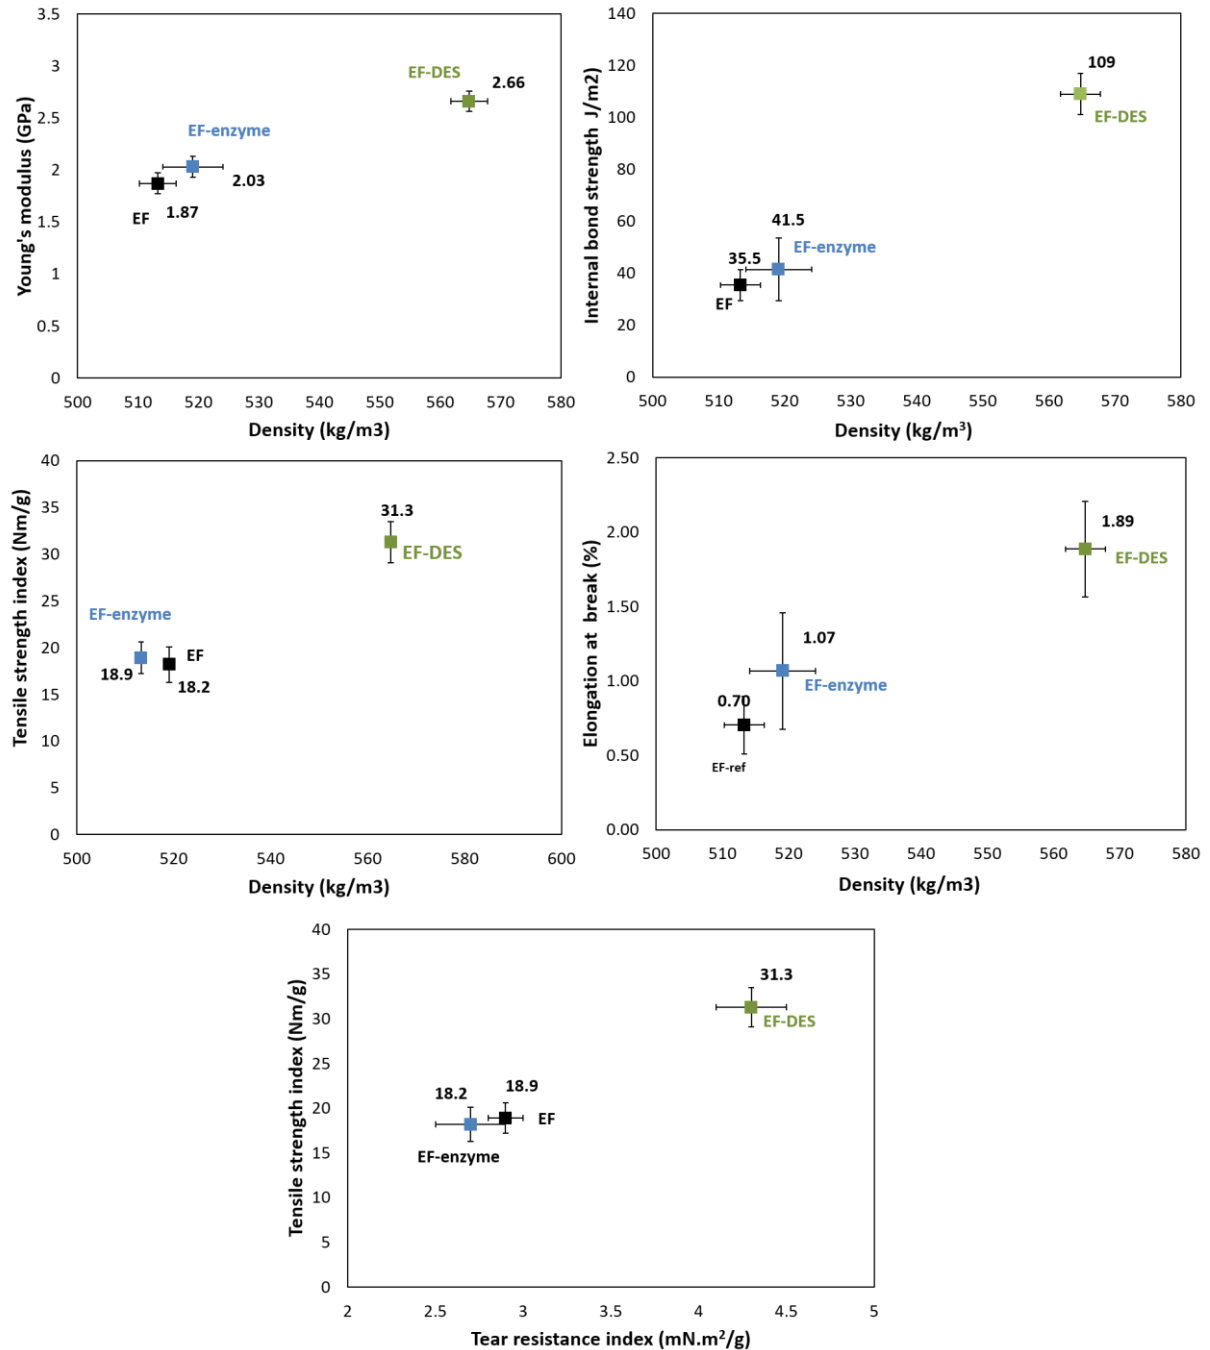 Young's modulus (GPa)
3.5
3
2.5
2
1.5
1
0.5
0
EF-DES
2.66
EF-enzyme
2.03
EF
1.87
500 510 520 530 540 550 560 570 580
Density (kg/m3)
Internal bond strength J/m2)
140
120
100
80
60
40
20
0
109
EF-DES
41.5
EF-enzyme
35.5
EF
500 510 520 530 540 550 560 570 580
Density (kg/m³)
Tensile strength index (Nm/g)
40
35
30
25
20
15
10
5
0
31.3
EF-DES
EF-enzyme
18.9
EF
18.2
500 520 540 560 580 600
Density (kg/m3)
Elongation at break (%)
2.50
2.00
1.50
1.00
0.50
0.00
1.89
EF-DES
1.07
EF-enzyme
0.70
EF-ref
500 510 520 530 540 550 560 570 580
Density (kg/m3)
Tensile strength index (Nm/g)
40
35
30
25
20
15
10
5
0
31.3
EF-DES
18.2
18.9
EF
EF-enzyme
2 2.5 3 3.5 4 4.5 5
Tear resistance index (mN.m²/g)